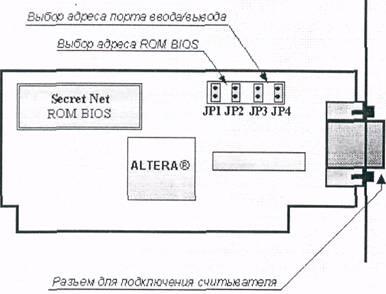 Выбор адреса порта ввода/вывода
Выбор адреса ROM BIOS
Secret Net
ROM BIOS
JP1 JP2 JP3 JP4
ALTERA®
Разъем для подключения считывателя